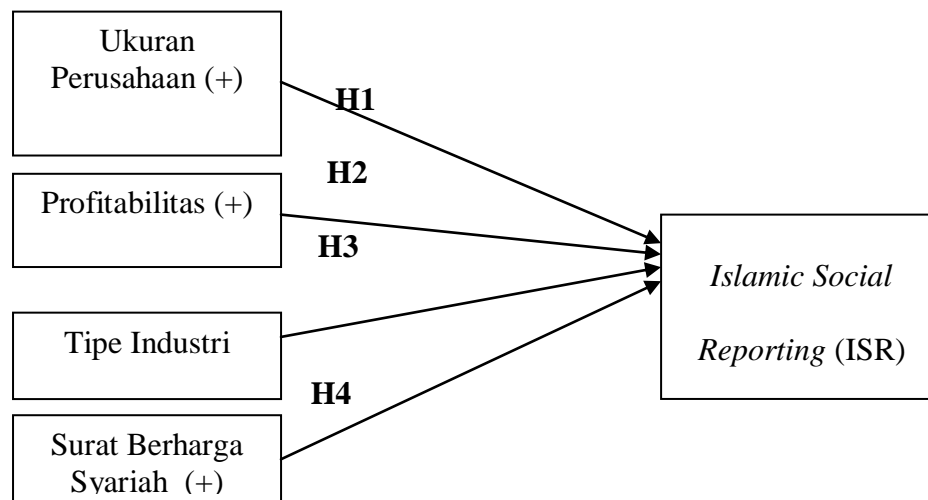 Ukuran
Perusahaan (+)
H1
H2
Profitabilitas (+)
H3
Islamic Social
Reporting (ISR)
Tipe Industri
H4
Surat Berharga
Syariah (+)